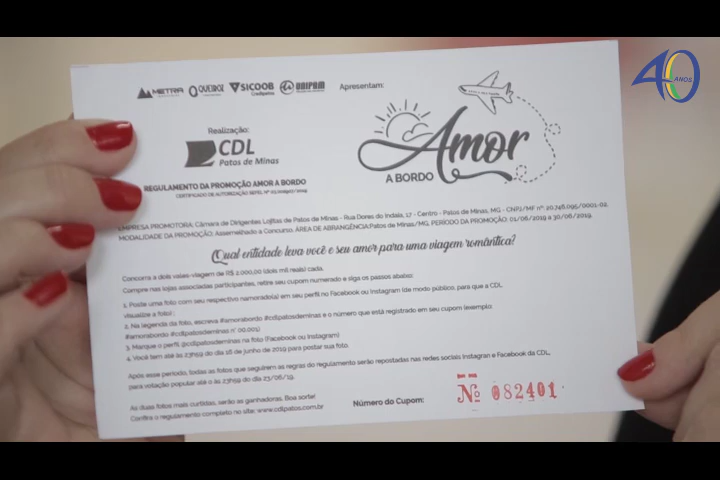 40 ANOS
METRA QUEIROZ SICOOB Credipatos UNIPAM Apresentam:
Realização:
CDL
Patos de Minas
Amor
A BORDO
REGULAMENTO DA PROMOÇÃO AMOR A BORDO
CERTIFICADO DE AUTORIZAÇÃO
EMPRESA PROMOTORA: Câmara de Dirigentes Lojitas de Patos de Minas - Rua Dores do Indaiá, 17 - Centro - Patos de Minas, MG - CNPJ/MF nº: 20.746.095/0001-02.
MODALIDADE DA PROMOÇÃO: Assemelhado a Concurso. ÁREA DE ABRANGÊNCIA:Patos de Minas/MG. PERÍODO DA PROMOÇÃO: 01/06/2019 a 30/06/2019.
Qual entidade leva você e seu amor para uma viagem romântica?
Concorra a dois vales-viagem de R$ 2.000,00 (dois mil reais) cada.
Compre nas lojas associadas participantes, retire seu cupom numerado e siga os passos abaixo:
1. Poste uma foto com seu respectivo namorado(a) em seu perfil no Facebook ou Instagram (de modo público, para que a CDL
visualize a foto) ;
2. Na legenda da foto, escreva #amorabordo #cdlpatosdeminas e o número que está registrado em seu cupom (exemplo:
#amorabordo #cdlpatosdeminas n° 00.001)
3. Marque o perfil @cdlpatosdeminas na foto (Facebook ou Instagram)
4. Você tem até às 23h59 do dia 18 de junho de 2019 para postar sua foto.
Após esse período, todas as fotos que seguirem as regras do regulamento serão repostadas nas redes sociais Instagran e Facebook da CDL,
para votação popular até o às 23h59 do dia 23/06/19.
As duas fotos mais curtidas, serão as ganhadoras. Boa sorte!
Confira o regulamento completo no site: www.cdlpatos.com.br
Número do Cupom: Nº 082401